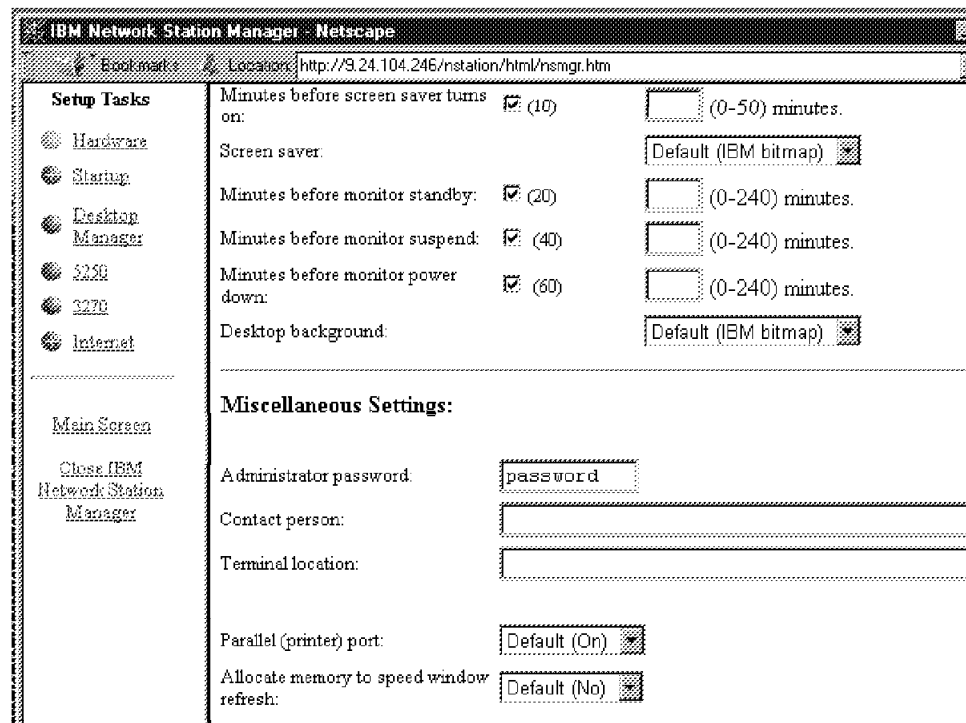 IBM Network Station Manager - Netscape
Bookmarks Location: http://9.24.104.246/nstation/html/nsmgr.htm
Setup Tasks
Hardware
Startup
Desktop
Manager
5250
3270
Internet
Main Screen
Close IBM
Network Station
Manager
Minutes before screen saver turns
on: (10) (0-50) minutes.
Screen saver: Default (IBM bitmap)
Minutes before monitor standby: (20) (0-240) minutes.
Minutes before monitor suspend: (40) (0-240) minutes.
Minutes before monitor power
down: (60) (0-240) minutes.
Desktop background: Default (IBM bitmap)
Miscellaneous Settings:
Administrator password: password
Contact person:
Terminal location:
Parallel (printer) port: Default (On)
Allocate memory to speed window
refresh: Default (No)